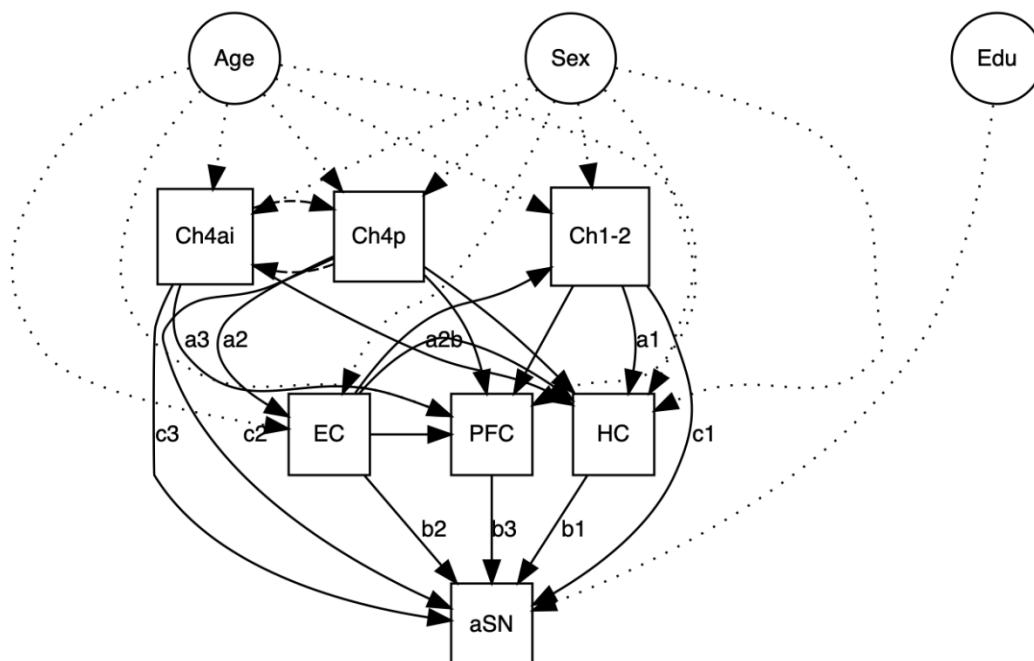 Age
Sex
Edu
Ch4ai
Ch4p
Ch1-2
a3
a2
a2b
a1
EC
PFC
HC
c3
c2
c1
b2
b3
b1
aSN